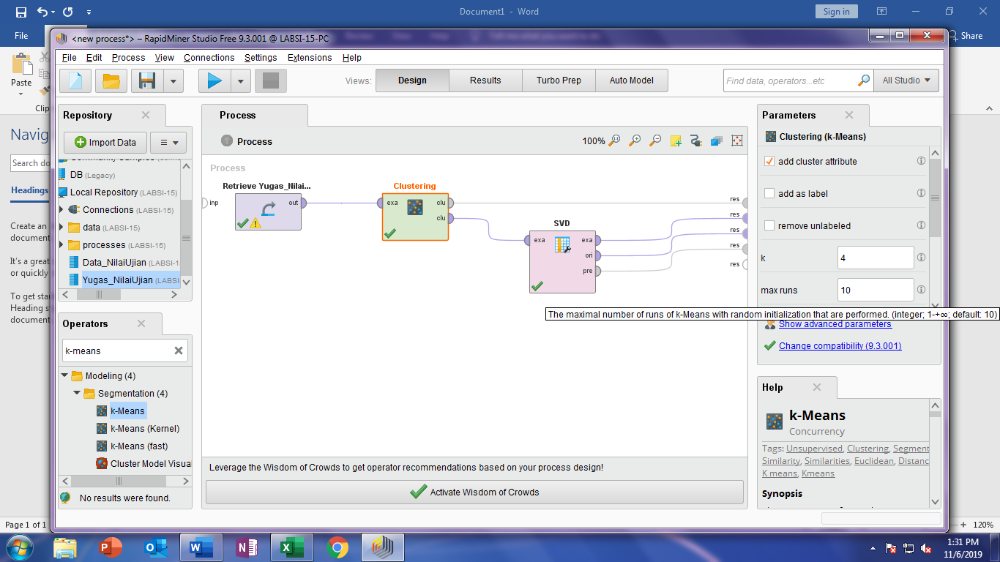 Document1 - Word
Sign in
File
Share
<new process*> – RapidMiner Studio Free 9.3.001 @ LABSI-15-PC
File Edit Process View Connections Settings Extensions Help
Paste
Views: Design Results Turbo Prep Auto Model
Find data, operators...etc
All Studio
Clip
Navig
Search do
Headings
Create an
document
It's a great
or quickly
To get star
Heading s
document
Repository
Import Data
DB (Legacy)
Local Repository (LABSI-15)
Connections (LABSI-15)
data (LABSI-15)
processes (LABSI-15)
Data_NilaiUjian (LABSI-1
Yugas_NilaiUjian (LABSI
Operators
k-means
Modeling (4)
Segmentation (4)
k-Means
k-Means (Kernel)
k-Means (fast)
Cluster Model Visua
No results were found.
Process
Process
100%
Process
inp
Retrieve Yugas_Nilai...
out
Clustering
exa clu
clu
SVD
exa exa
ori
pre
res
res
res
res
res
Leverage the Wisdom of Crowds to get operator recommendations based on your process design!
Activate Wisdom of Crowds
Parameters
Clustering (k-Means)
add cluster attribute
add as label
remove unlabeled
k 4
max runs 10
The maximal number of runs of k-Means with random initialization that are performed. (integer; 1-+∞; default: 10)
Show advanced parameters
Change compatibility (9.3.001)
Help
k-Means
Concurrency
Tags: Unsupervised, Clustering, Segment
Similarity, Similarities, Euclidean, Distanc
K means, Kmeans
Synopsis
Page 1 of 1
120%
1:31 PM
11/6/2019